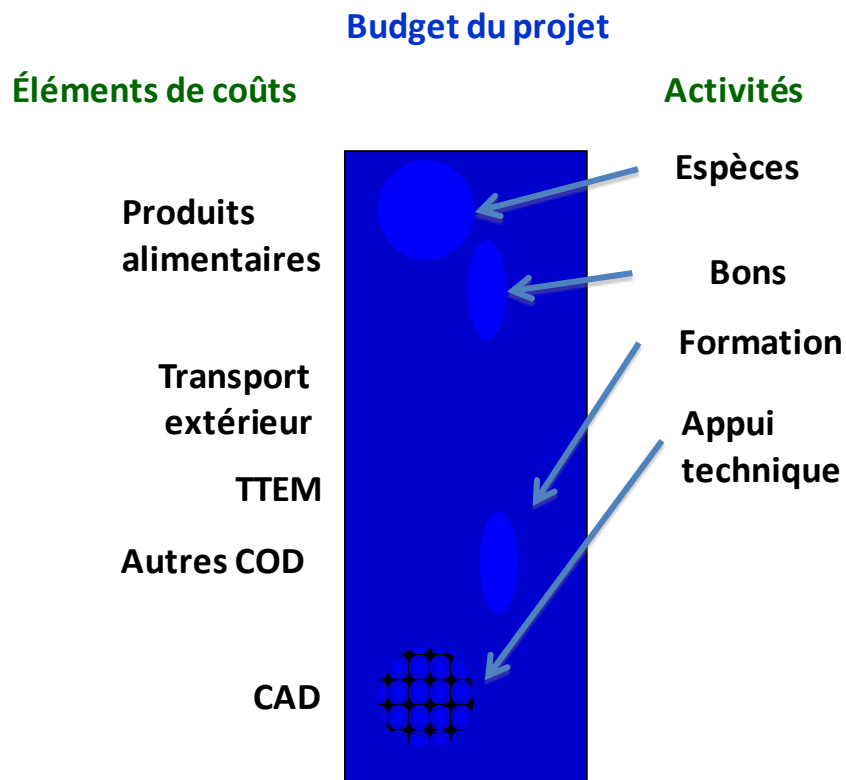 Budget du projet
Éléments de coûts
Activités
Espèces
Produits
alimentaires
Bons
Formation
Transport
extérieur
Appui
technique
TTEM
Autres COD
CAD